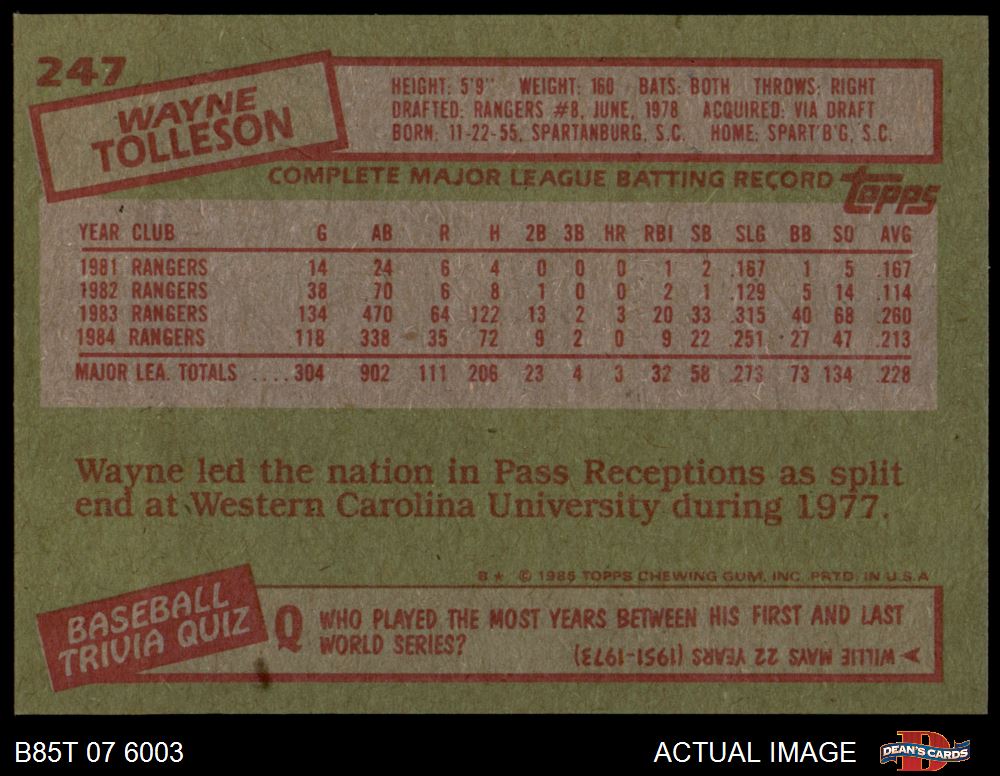 247
WAYNE
TOLLESON
HEIGHT: 5'9" WEIGHT: 160 BATS: BOTH THROWS: RIGHT
DRAFTED: RANGERS #8, JUNE, 1978 ACQUIRED: VIA DRAFT
BORN: 11-22-55, SPARTANBURG, S.C. HOME: SPART'B'G, S.C.
COMPLETE MAJOR LEAGUE BATTING RECORD topps
YEAR CLUB G AB R H 2B 3B HR RBI SB SLG BB SO AVG
1981 RANGERS 14 24 6 4 0 0 0 1 2 .167 1 5 .167
1982 RANGERS 38 70 6 8 1 0 0 2 1 .129 5 14 .114
1983 RANGERS 134 470 64 122 13 2 3 20 33 .315 40 68 .260
1984 RANGERS 118 338 35 72 9 2 0 9 22 .251 27 47 .213
MAJOR LEA. TOTALS ....304 902 111 206 23 4 3 32 58 .273 73 134 .228
Wayne led the nation in Pass Receptions as split
end at Western Carolina University during 1977.
B* © 1985 TOPPS CHEWING GUM, INC. PRTD. IN U.S.A
BASEBALL
TRIVIA QUIZ
Q WHO PLAYED THE MOST YEARS BETWEEN HIS FIRST AND LAST
WORLD SERIES?
➤ WILLIE MAYS 22 YEARS (1951-1973)
B85T 07 6003
ACTUAL IMAGE
D
DEAN'S CARDS